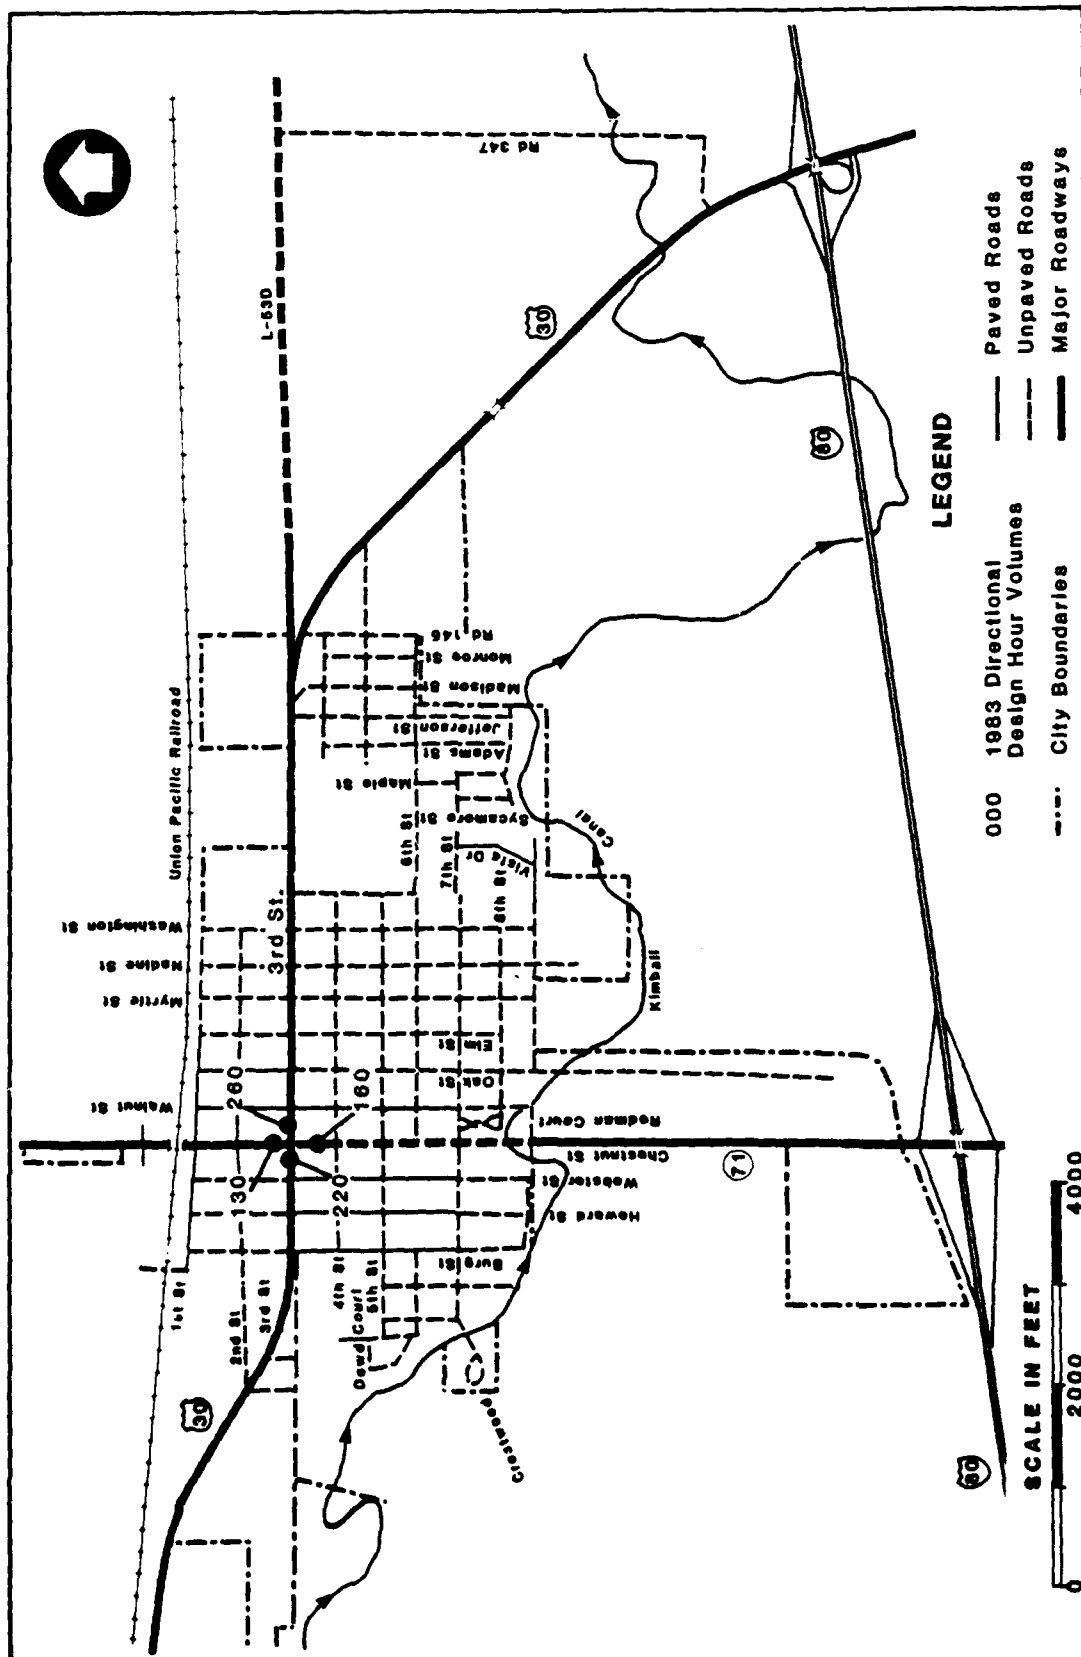 Union Pacific Railroad
L-53D
Rd 347
30
80
Rd 146
Monroe St
Madison St
Jefferson St
Adams St
Maple St
Sycamore St
Vista Dr
6th St
7th St
8th St
Canal
Kimball
Washington St
Nadine St
Myrtle St
3rd St.
Elm St
Oak St
Walnut St
260
160
130
220
Redman Court
Chestnut St
Webster St
Howard St
Burg St
71
1st St
2nd St
3rd St
4th St
5th St
Dowd Court
Crestwood
30
80
LEGEND
000 1983 Directional
Design Hour Volumes
City Boundaries
Paved Roads
Unpaved Roads
Major Roadways
SCALE IN FEET
0 2000 4000